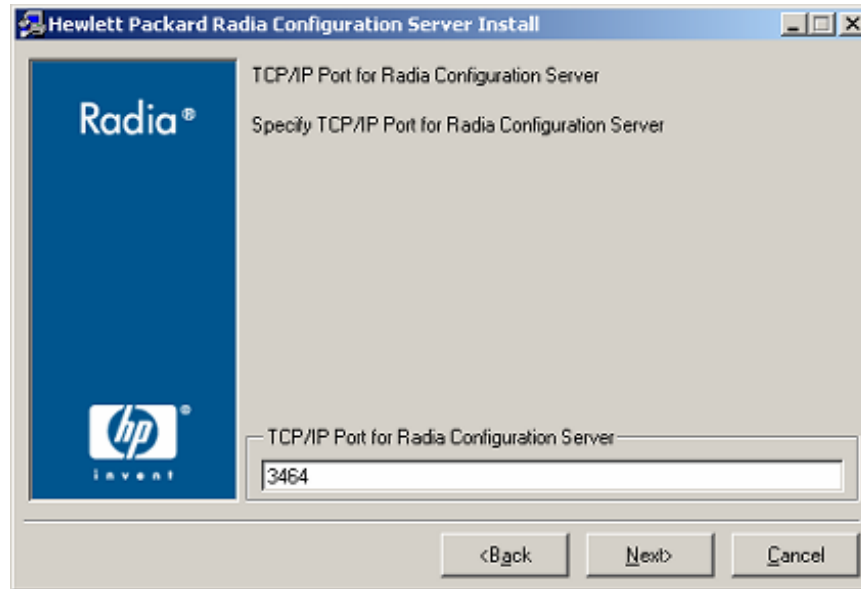 Hewlett Packard Radia Configuration Server Install
TCP/IP Port for Radia Configuration Server
Radia®
Specify TCP/IP Port for Radia Configuration Server
hp®
invent
TCP/IP Port for Radia Configuration Server
3464
<Back
Next>
Cancel